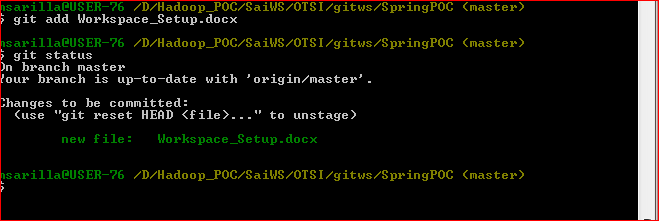 nsarilla@USER-76 /D/Hadoop_POC/SaiWS/OTSI/gitws/SpringPOC (master)
$ git add Workspace_Setup.docx
nsarilla@USER-76 /D/Hadoop_POC/SaiWS/OTSI/gitws/SpringPOC (master)
$ git status
On branch master
Your branch is up-to-date with 'origin/master'.
Changes to be committed:
(use "git reset HEAD <file>..." to unstage)
new file: Workspace_Setup.docx
nsarilla@USER-76 /D/Hadoop_POC/SaiWS/OTSI/gitws/SpringPOC (master)
$